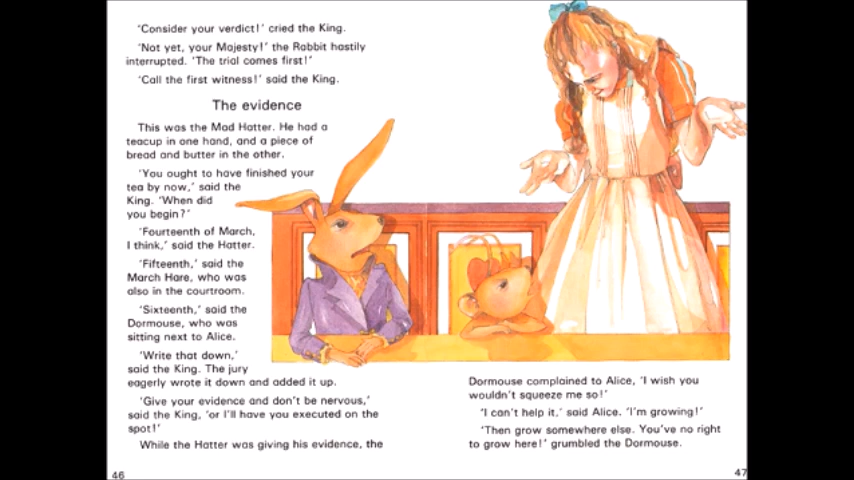 'Consider your verdict!' cried the King.
'Not yet, your Majesty!' the Rabbit hastily
interrupted. 'The trial comes first!'
'Call the first witness!' said the King.
The evidence
This was the Mad Hatter. He had a
teacup in one hand, and a piece of
bread and butter in the other.
'You ought to have finished your
tea by now,' said the
King. 'When did
you begin?'
'Fourteenth of March,
I think,' said the Hatter.
'Fifteenth,' said the
March Hare, who was
also in the courtroom.
'Sixteenth,' said the
Dormouse, who was
sitting next to Alice.
'Write that down,'
said the King. The jury
eagerly wrote it down and added it up.
'Give your evidence and don't be nervous,'
said the King, 'or I'll have you executed on the
spot!'
While the Hatter was giving his evidence, the
46
Dormouse complained to Alice, 'I wish you
wouldn't squeeze me so!'
'I can't help it,' said Alice. 'I'm growing!'
'Then grow somewhere else. You've no right
to grow here!' grumbled the Dormouse.
47